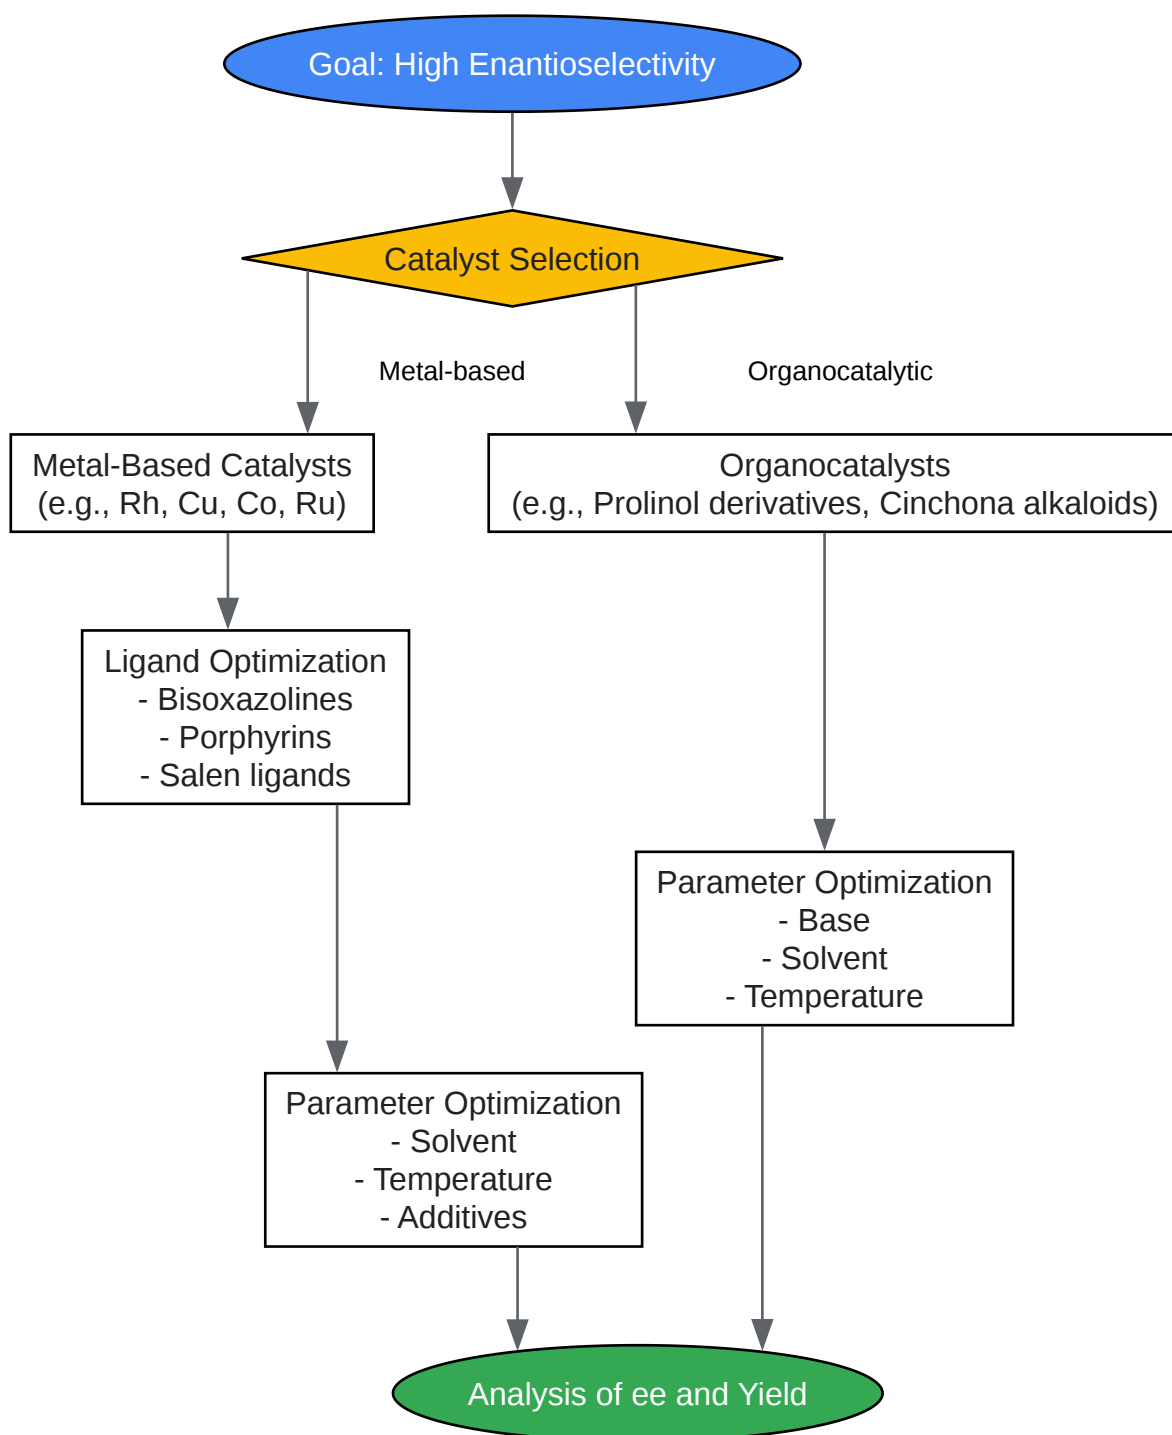 Goal: High Enantioselectivity
Catalyst Selection
Metal-based
Organocatalytic
Metal-Based Catalysts
(e.g., Rh, Cu, Co, Ru)
Organocatalysts
(e.g., Prolinol derivatives, Cinchona alkaloids)
Ligand Optimization
- Bisoxazolines
- Porphyrins
- Salen ligands
Parameter Optimization
- Base
- Solvent
- Temperature
Parameter Optimization
- Solvent
- Temperature
- Additives
Analysis of ee and Yield